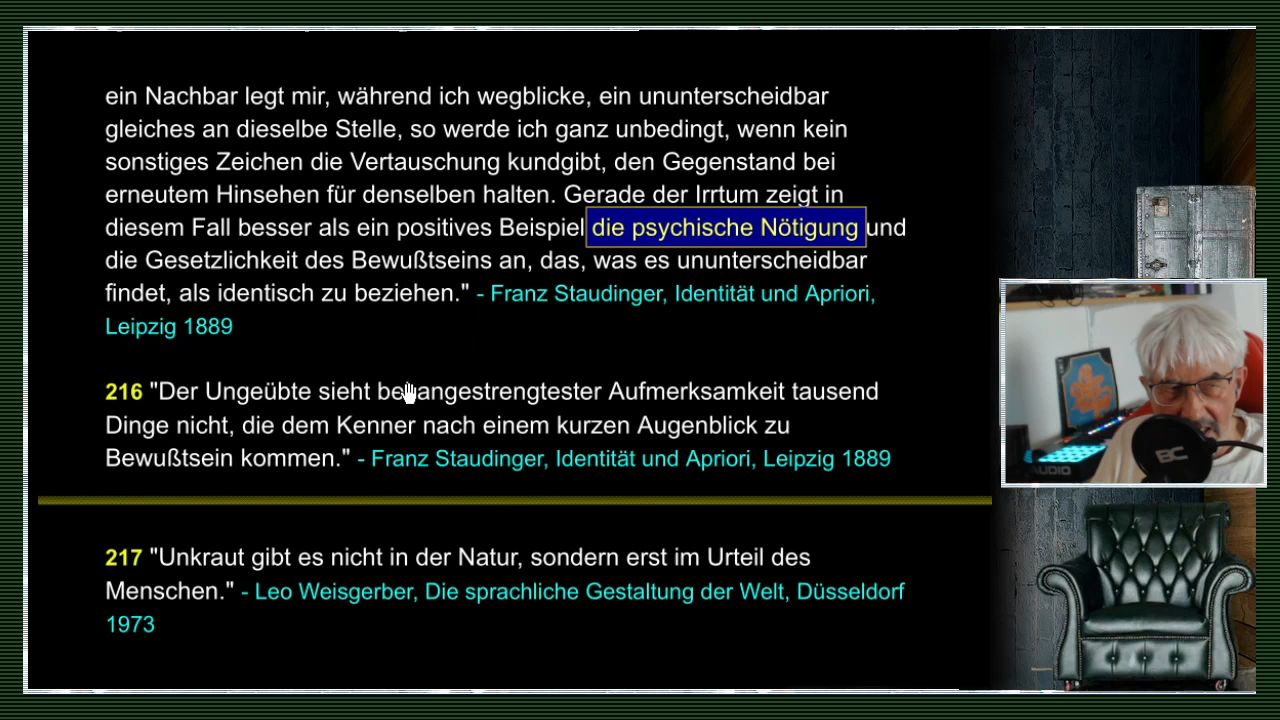 ein Nachbar legt mir, während ich wegblicke, ein ununterscheidbar
gleiches an dieselbe Stelle, so werde ich ganz unbedingt, wenn kein
sonstiges Zeichen die Vertauschung kundgibt, den Gegenstand bei
erneutem Hinsehen für denselben halten. Gerade der Irrtum zeigt in
diesem Fall besser als ein positives Beispiel die psychische Nötigung und
die Gesetzlichkeit des Bewußtseins an, das, was es ununterscheidbar
findet, als identisch zu beziehen." - Franz Staudinger, Identität und Apriori,
Leipzig 1889
216 "Der Ungeübte sieht bei angestrengtester Aufmerksamkeit tausend
Dinge nicht, die dem Kenner nach einem kurzen Augenblick zu
Bewußtsein kommen." - Franz Staudinger, Identität und Apriori, Leipzig 1889
217 "Unkraut gibt es nicht in der Natur, sondern erst im Urteil des
Menschen." - Leo Weisgerber, Die sprachliche Gestaltung der Welt, Düsseldorf
1973
BC
AUDIO